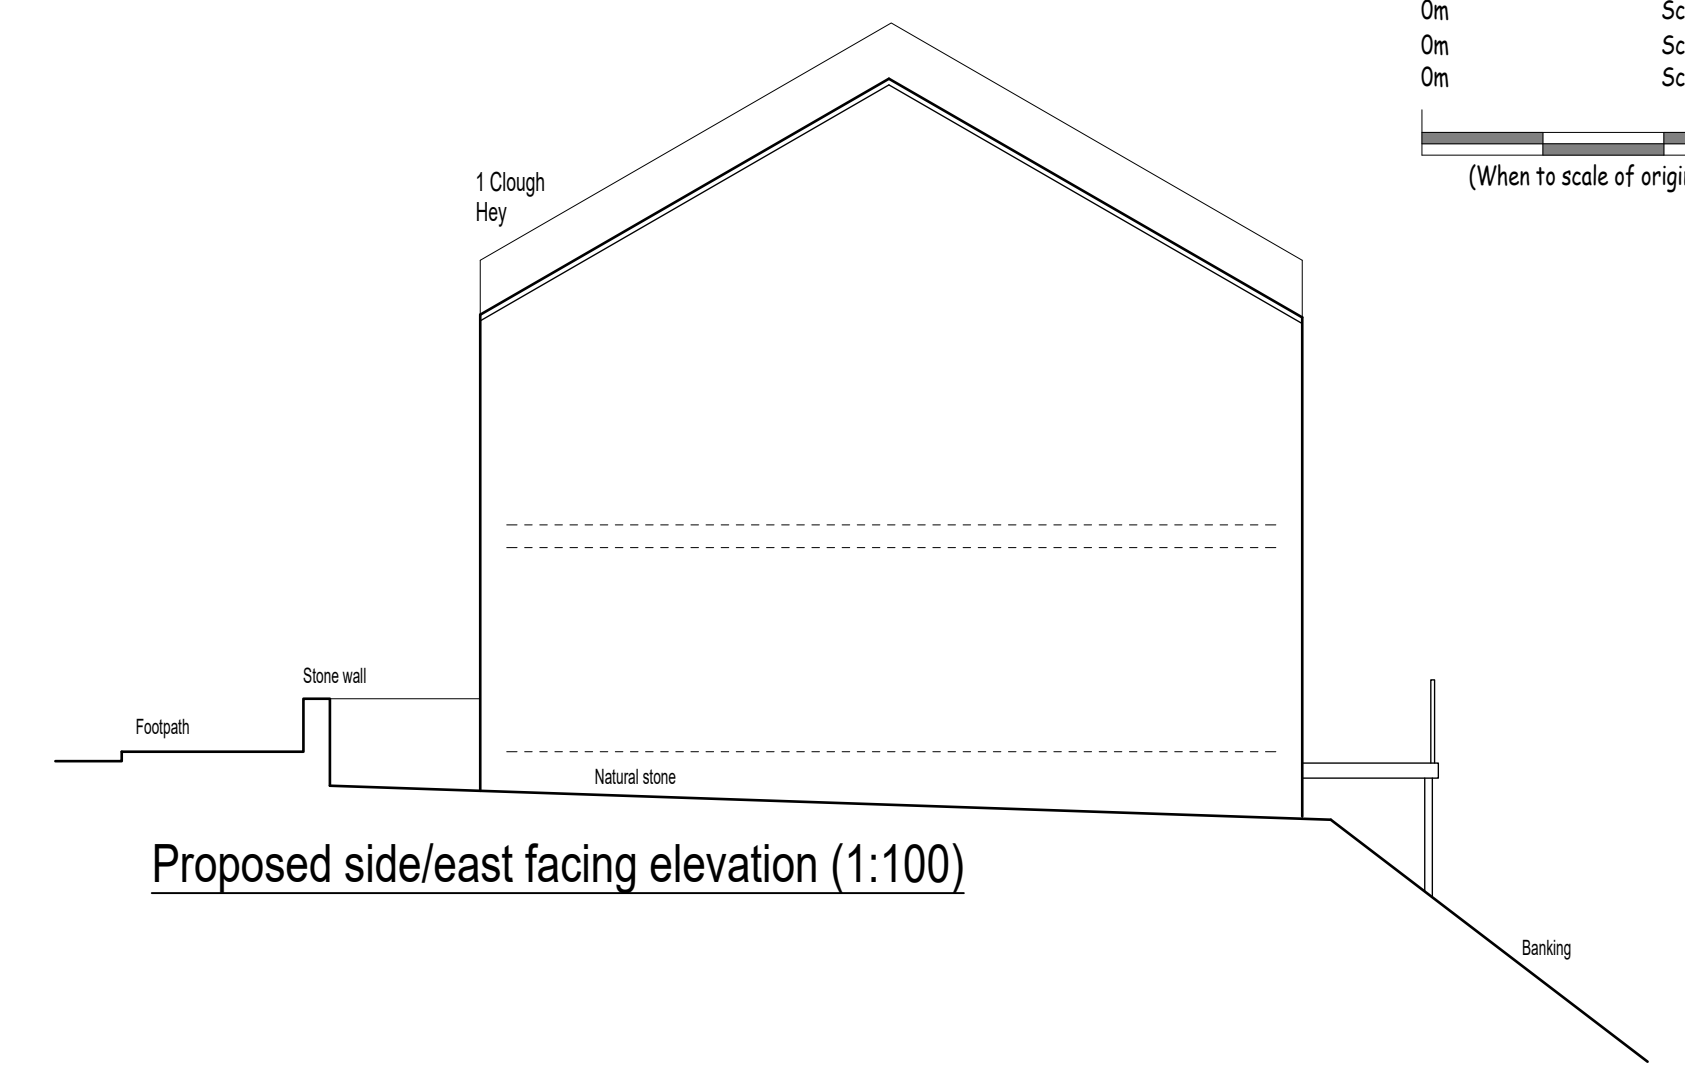 0m Sc
0m Sc
0m Sc
(When to scale of origi
1 Clough
Hey
Stone wall
Footpath
Natural stone
Proposed side/east facing elevation (1:100)
Banking